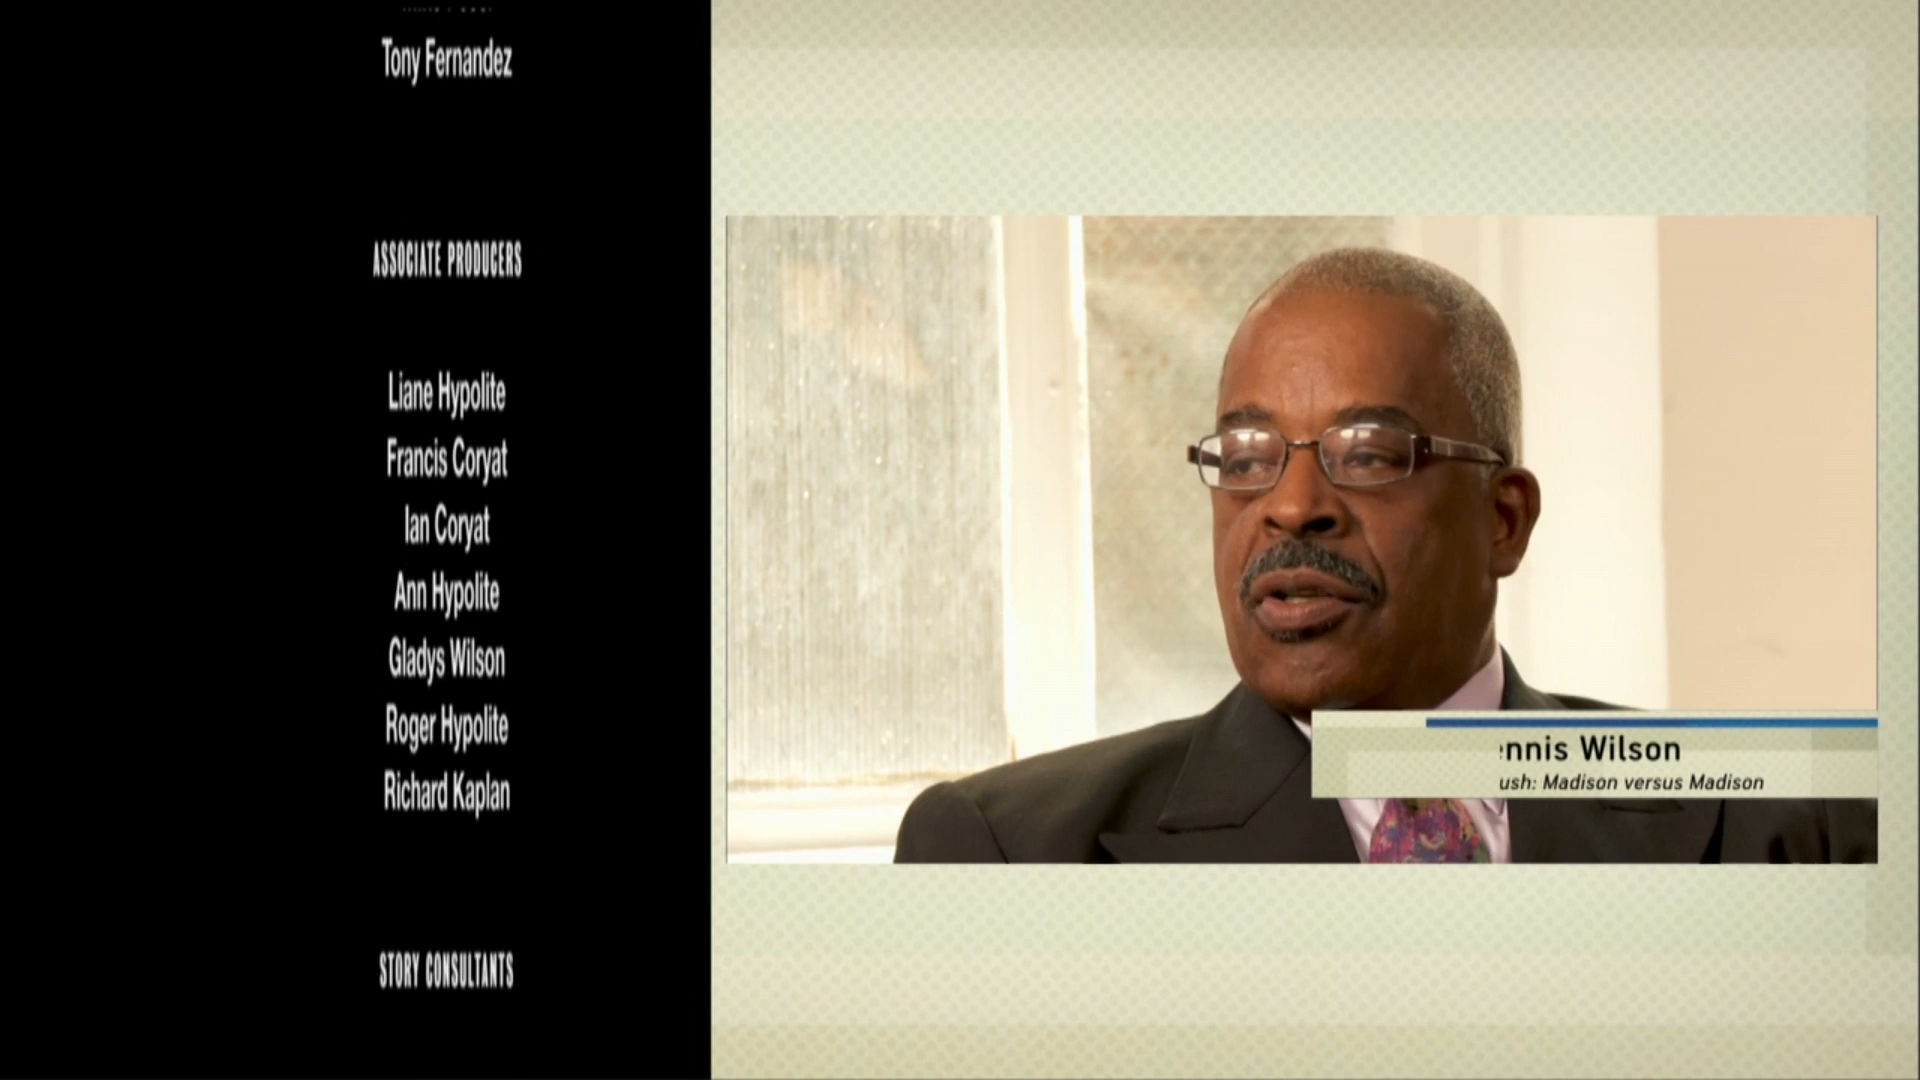 Tony Fernandez
ASSOCIATE PRODUCERS
Liane Hypolite
Francis Coryat
Ian Coryat
Ann Hypolite
Gladys Wilson
Roger Hypolite
Richard Kaplan
STORY CONSULTANTS
ennis Wilson
ush: Madison versus Madison